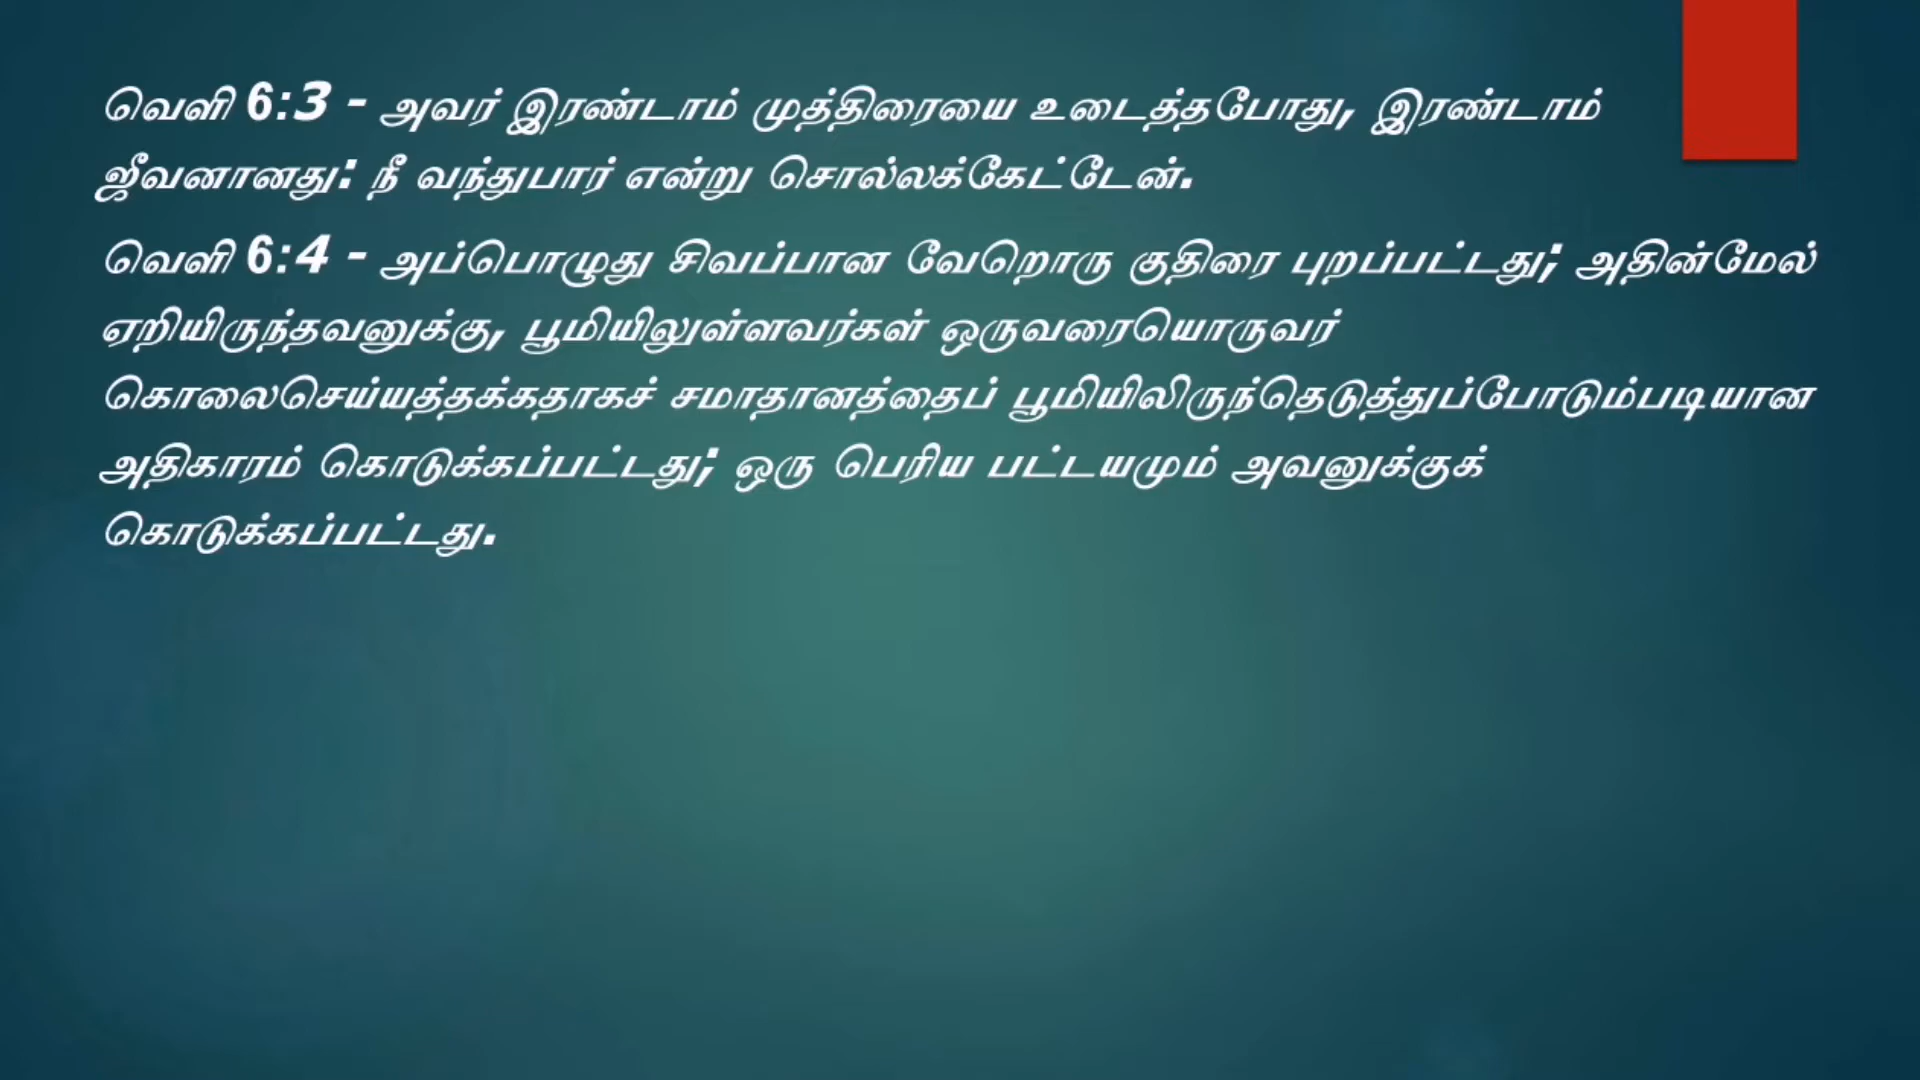 வெளி 6:3 - அவர் இரண்டாம் முத்திரையை உடைத்தபோது, இரண்டாம்
ஜீவனானது: நீ வந்துபார் என்று சொல்லக்கேட்டேன்.
வெளி 6:4 - அப்பொழுது சிவப்பான வேறொரு குதிரை புறப்பட்டது; அதின்மேல்
ஏறியிருந்தவனுக்கு, பூமியிலுள்ளவர்கள் ஒருவரையொருவர்
கொலைசெய்யத்தக்கதாகச் சமாதானத்தைப் பூமியிலிருந்தெடுத்துப்போடும்படியான
அதிகாரம் கொடுக்கப்பட்டது; ஒரு பெரிய பட்டயமும் அவனுக்குக்
கொடுக்கப்பட்டது.